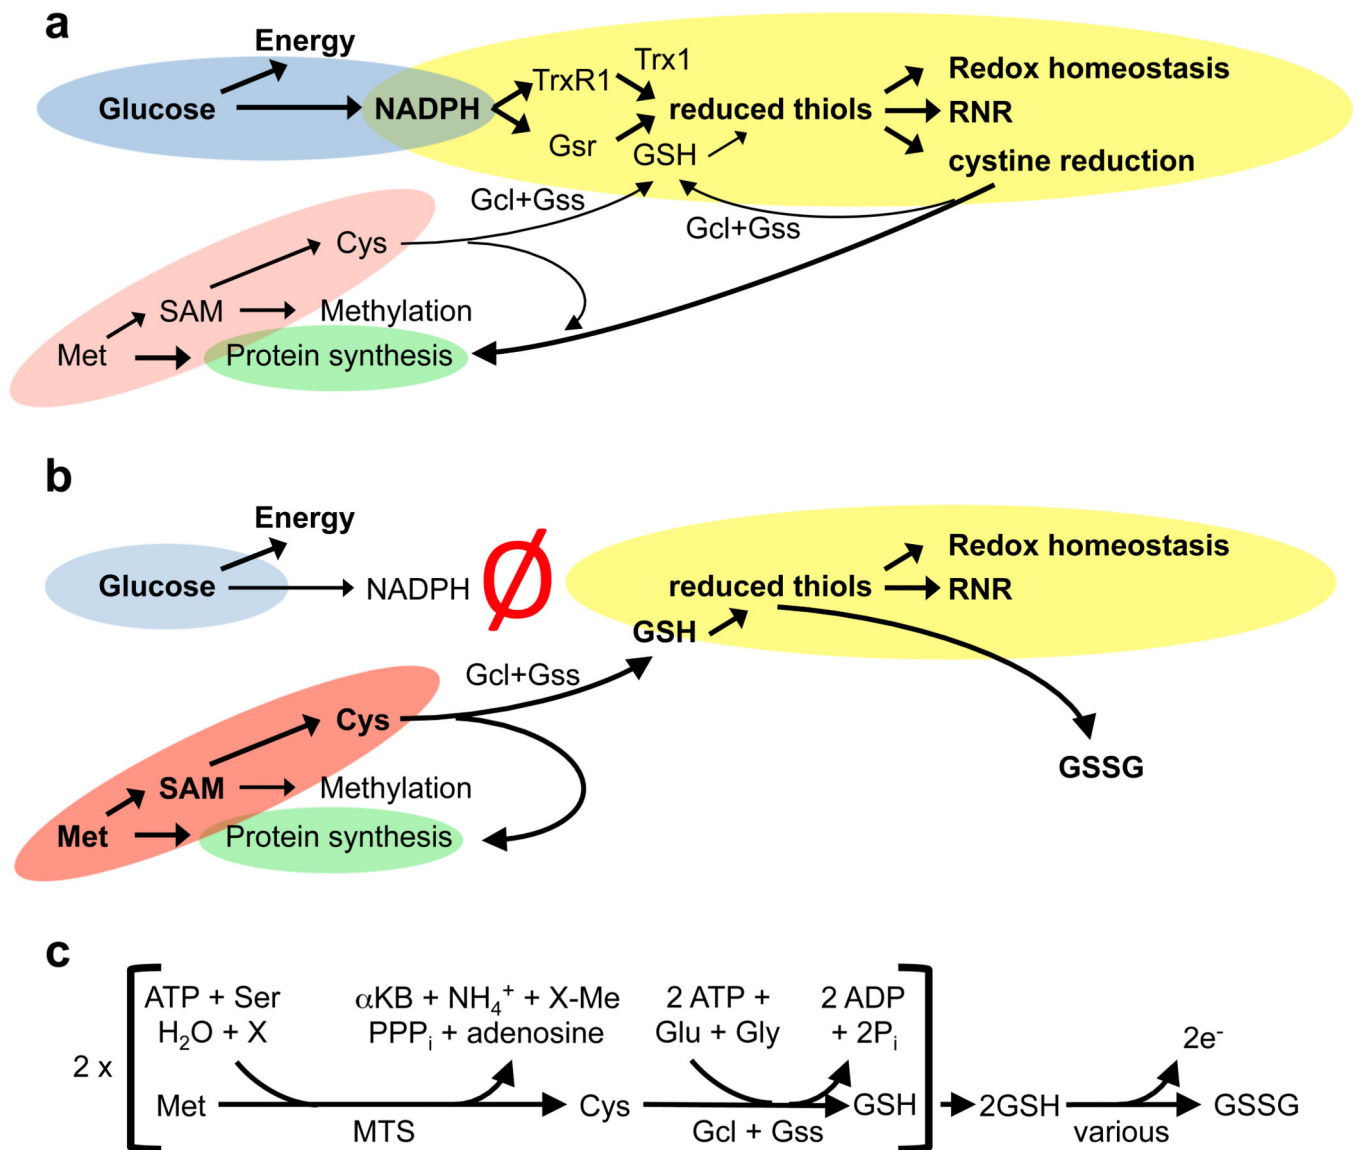 a
Energy
Glucose
NADPH
TrxR1
Trx1
Gsr
GSH
reduced thiols
Redox homeostasis
RNR
cystine reduction
Gcl+Gss
Gcl+Gss
Cys
SAM
Methylation
Met
Protein synthesis
b
Energy
Glucose
NADPH
Ø
reduced thiols
GSH
Redox homeostasis
RNR
Gcl+Gss
Cys
SAM
Methylation
Met
Protein synthesis
GSSG
c
2 x
ATP + Ser
H₂O + X
αKB + NH₄⁺ + X-Me
PPPᵢ + adenosine
2 ATP +
Glu + Gly
2 ADP
+ 2Pᵢ
2e⁻
Met
MTS
Cys
Gcl + Gss
GSH
2GSH
various
GSSG